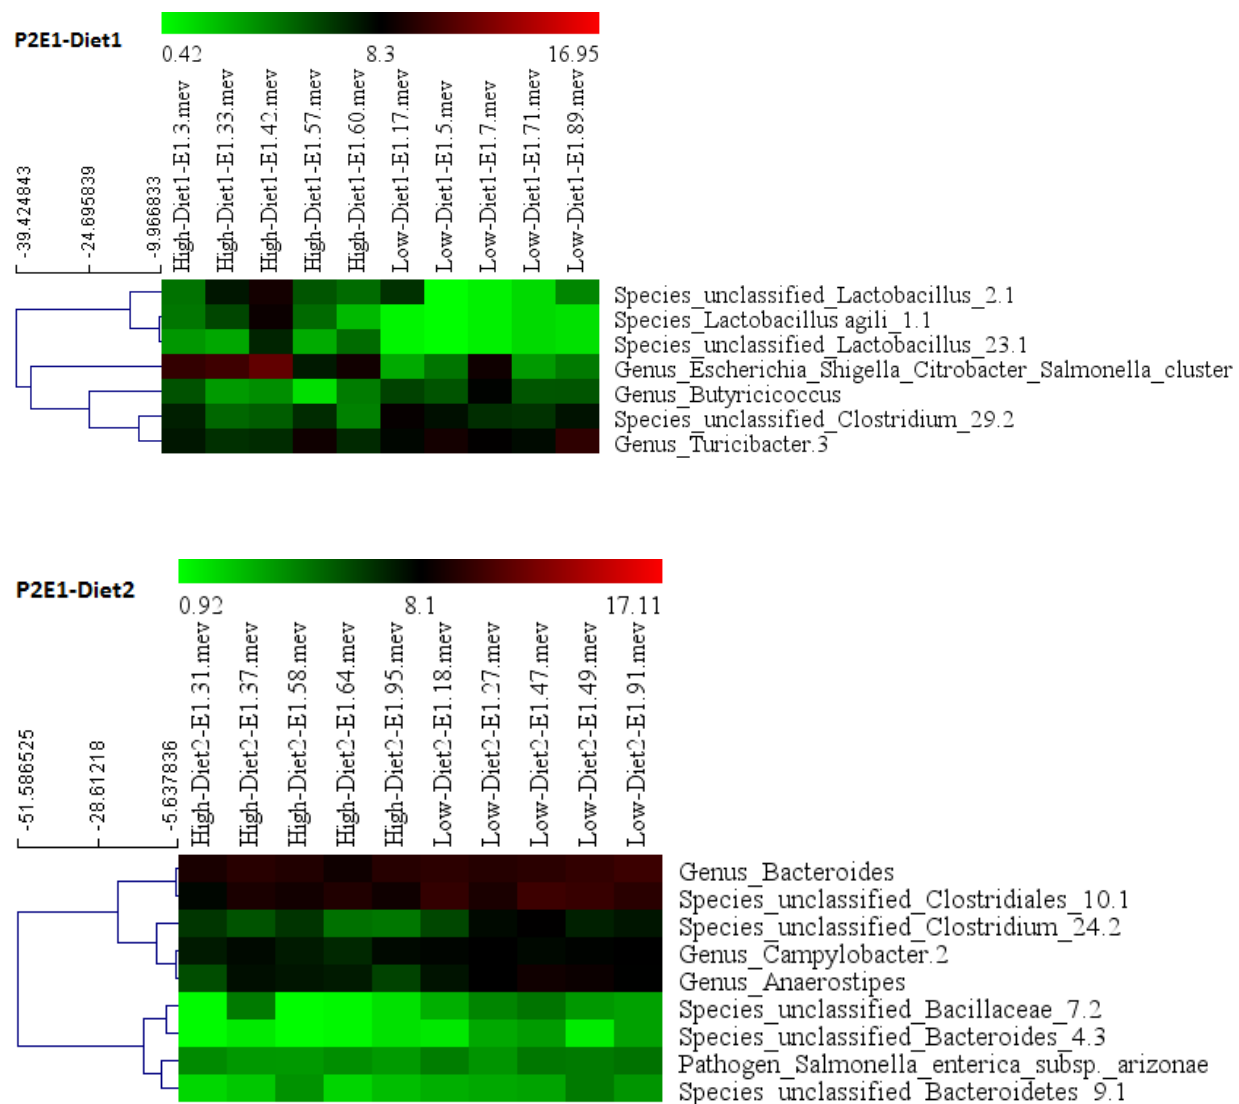 P2E1-Diet1
0.42 8.3 16.95
-39.424843
-24.695839
-9.966833
High-Diet1-E1.3.mev
High-Diet1-E1.33.mev
High-Diet1-E1.42.mev
High-Diet1-E1.57.mev
High-Diet1-E1.60.mev
Low-Diet1-E1.17.mev
Low-Diet1-E1.5.mev
Low-Diet1-E1.7.mev
Low-Diet1-E1.71.mev
Low-Diet1-E1.89.mev
Species_unclassified_Lactobacillus_2.1
Species_Lactobacillus agili_1.1
Species_unclassified_Lactobacillus_23.1
Genus_Escherichia_Shigella_Citrobacter_Salmonella_cluster
Genus_Butyricicoccus
Species_unclassified_Clostridium_29.2
Genus_Turicibacter.3
P2E1-Diet2
0.92 8.1 17.11
-51.586525
-28.61218
-5.637836
High-Diet2-E1.31.mev
High-Diet2-E1.37.mev
High-Diet2-E1.58.mev
High-Diet2-E1.64.mev
High-Diet2-E1.95.mev
Low-Diet2-E1.18.mev
Low-Diet2-E1.27.mev
Low-Diet2-E1.47.mev
Low-Diet2-E1.49.mev
Low-Diet2-E1.91.mev
Genus_Bacteroides
Species_unclassified_Clostridiales_10.1
Species_unclassified_Clostridium_24.2
Genus_Campylobacter.2
Genus_Anaerostipes
Species_unclassified_Bacillaceae_7.2
Species_unclassified_Bacteroides_4.3
Pathogen_Salmonella_enterica_subsp._arizonae
Species_unclassified_Bacteroidetes_9.1